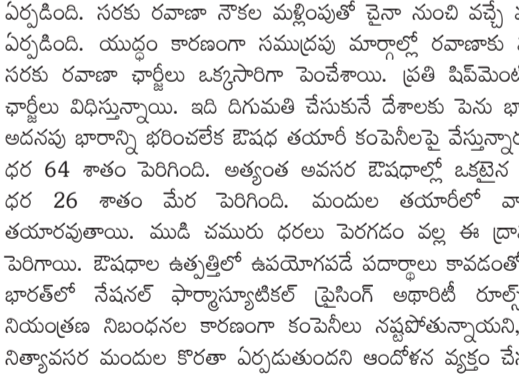 ఏర్పడింది. సరకు రవాణా నౌకల మళ్లింపుతో చైనా నుంచి వచ్చే
ఏర్పడింది. యుద్ధం కారణంగా సముద్రపు మార్గాల్లో రవాణాకు
సరకు రవాణా ఛార్జీలు ఒక్కసారిగా పెంచేశాయి. ప్రతి షిప్‌మెంట్
ఛార్జీలు విధిస్తున్నాయి. ఇది దిగుమతి చేసుకునే దేశాలకు పెను
అదనపు భారాన్ని భరించలేక ఔషధ తయారీ కంపెనీలపై వేస్తున్నార
ధర 64 శాతం పెరిగింది. అత్యంత అవసర ఔషధాల్లో ఒకటైన
ధర 26 శాతం మేర పెరిగింది. మందుల తయారీలో వా
తయారవుతాయి. ముడి చమురు ధరలు పెరగడం వల్ల ఈ ద్రా
పెరిగాయి. ఔషధాల ఉత్పత్తిలో ఉపయోగపడే పదార్థాలు కావడంతో
భారత్‌లో నేషనల్ ఫార్మాస్యూటికల్ ప్రైసింగ్ అథారిటీ రూల్స్
నియంత్రణ నిబంధనల కారణంగా కంపెనీలు నష్టపోతున్నాయని,
నిత్యావసర మందుల కొరతా ఏర్పడుతుందని ఆందోళన వ్యక్తం చే